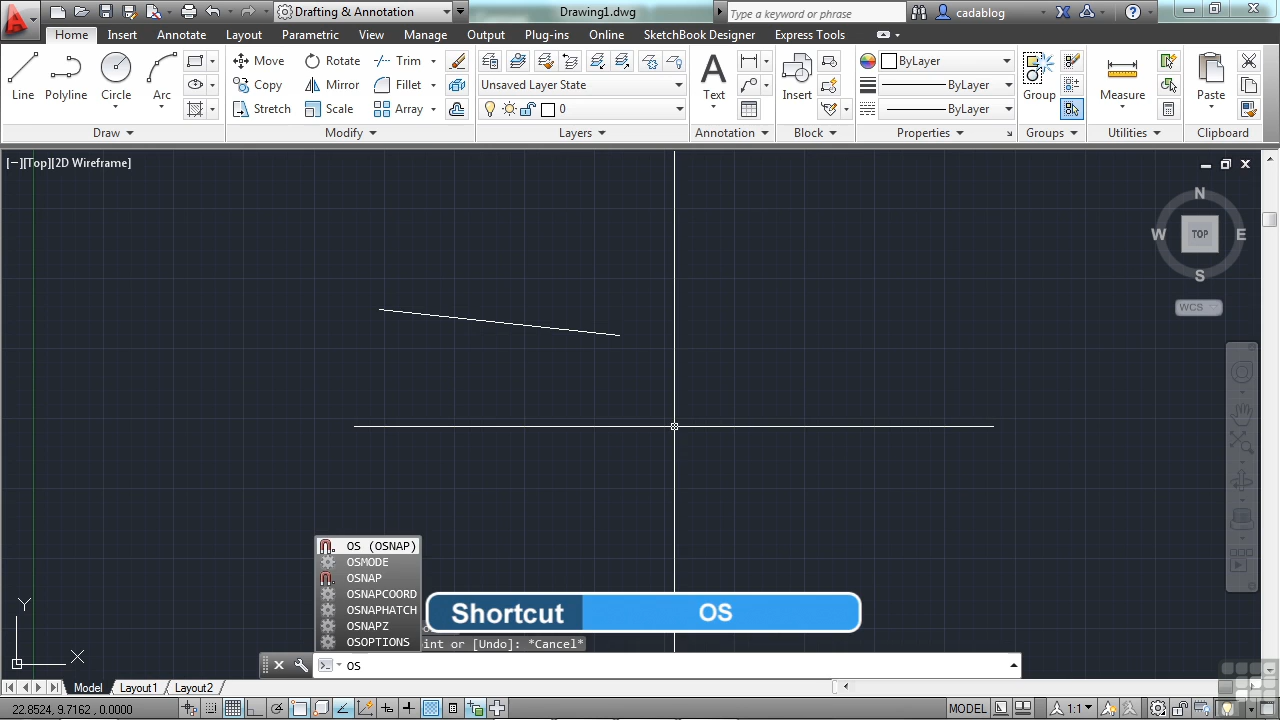 Drafting & Annotation
Drawing1.dwg
Type a keyword or phrase
cadablog
Home Insert Annotate Layout Parametric View Manage Output Plug-ins Online SketchBook Designer Express Tools
Line Polyline Circle Arc
Move Rotate Trim
Copy Mirror Fillet
Stretch Scale Array
Unsaved Layer State
0
Text
Insert
ByLayer
ByLayer
ByLayer
Group
Measure
Paste
Draw Modify Layers Annotation Block Properties Groups Utilities Clipboard
[−][Top][2D Wireframe]
N
W TOP E
S
WCS
OS (OSNAP)
OSMODE
OSNAP
OSNAPCOORD
OSNAPHATCH
OSNAPZ
OSOPTIONS
Shortcut OS
int or [Undo]: *Cancel*
Y
X
OS
Model Layout1 Layout2
22.8524, 9.7162, 0.0000
MODEL
1:1